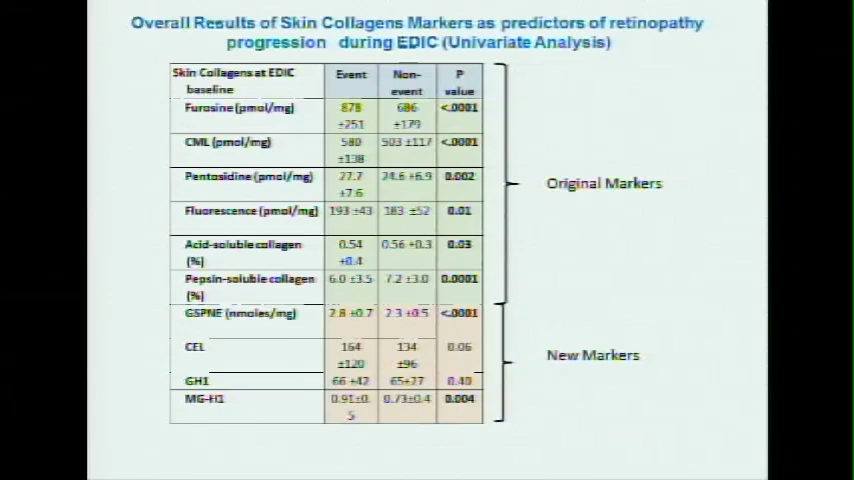 Overall Results of Skin Collagens Markers as predictors of retinopathy
progression during EDIC (Univariate Analysis)
Skin Collagens at EDIC baseline Event Non-event P value
Furosine (pmol/mg) 878 ±251 686 ±179 <.0001
CML (pmol/mg) 580 ±138 503 ±117 <.0001
Pentosidine (pmol/mg) 27.7 ±7.6 24.6 ±6.9 0.002
Fluorescence (pmol/mg) 193 ±43 183 ±52 0.01
Acid-soluble collagen (%) 0.54 ±0.4 0.56 ±0.3 0.03
Pepsin-soluble collagen (%) 6.0 ±3.5 7.2 ±3.0 0.0001
GSPNE (nmoles/mg) 2.8 ±0.7 2.3 ±0.5 <.0001
CEL 164 ±120 134 ±96 0.06
GH1 66 ±42 65±27 0.40
MG-H1 0.91±0.5 0.73±0.4 0.004
Original Markers
New Markers